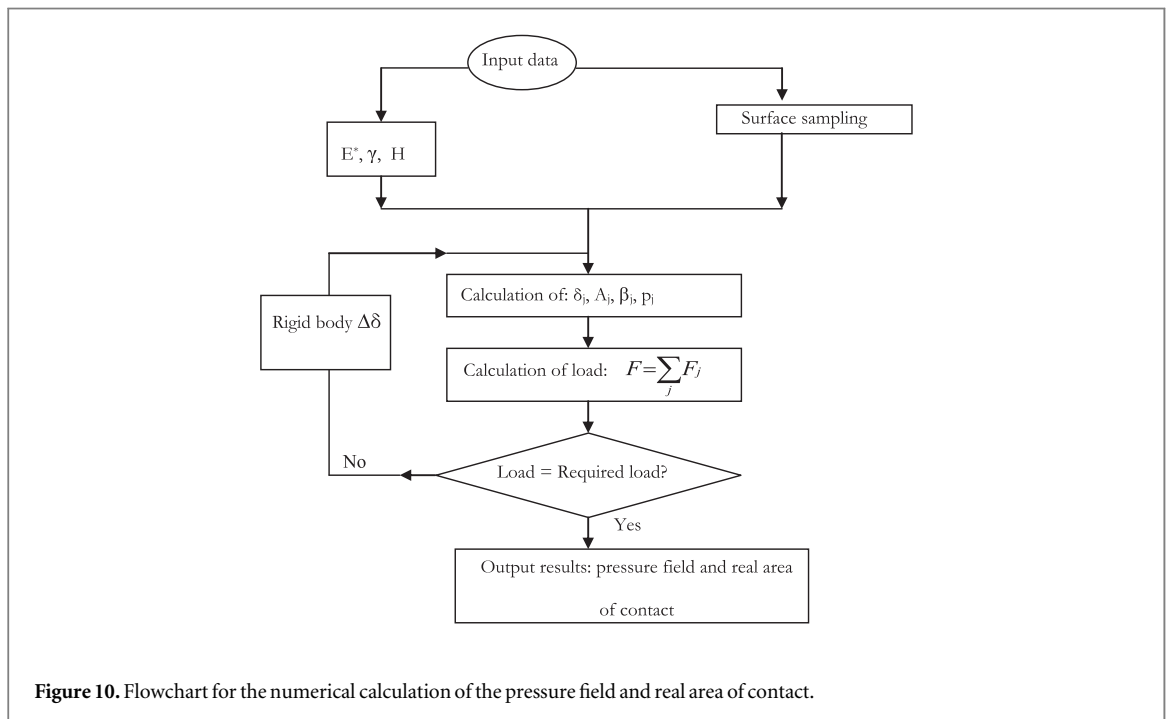 Input data
Surface sampling
E*, γ, H
Calculation of: δj, Aj, βj, pj
Rigid body Δδ
Calculation of load: F=∑j Fj
No
Load = Required load?
Yes
Output results: pressure field and real area
of contact
Figure 10. Flowchart for the numerical calculation of the pressure field and real area of contact.